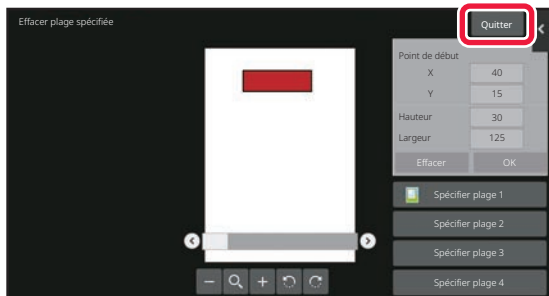 Effacer plage spécifiée
Quitter
Point de début
X 40
Y 15
Hauteur 30
Largeur 125
Effacer OK
Spécifier plage 1
Spécifier plage 2
Spécifier plage 3
Spécifier plage 4